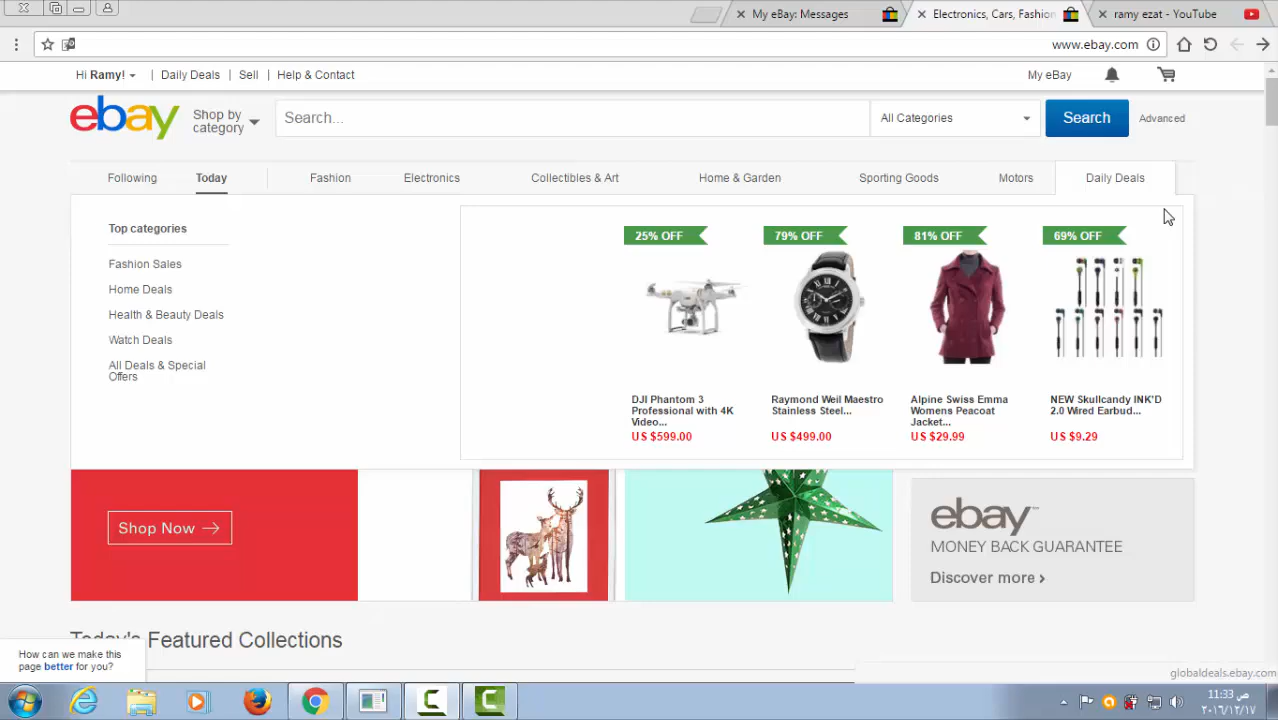 My eBay: Messages
Electronics, Cars, Fashion
ramy ezat - YouTube
www.ebay.com
Hi Ramy!
Daily Deals
Sell
Help & Contact
My eBay
ebay
Shop by
category
Search...
All Categories
Search
Advanced
Following
Today
Fashion
Electronics
Collectibles & Art
Home & Garden
Sporting Goods
Motors
Daily Deals
Top categories
Fashion Sales
Home Deals
Health & Beauty Deals
Watch Deals
All Deals & Special
Offers
25% OFF
79% OFF
81% OFF
69% OFF
DJI Phantom 3
Professional with 4K
Video...
US $599.00
Raymond Weil Maestro
Stainless Steel...
US $499.00
Alpine Swiss Emma
Womens Peacoat
Jacket...
US $29.99
NEW Skullcandy INK'D
2.0 Wired Earbud...
US $9.29
Shop Now
ebay™
MONEY BACK GUARANTEE
Discover more
Today's Featured Collections
How can we make this
page better for you?
globaldeals.ebay.com
11:33 ص
٢٠١٦/١٢/١٧